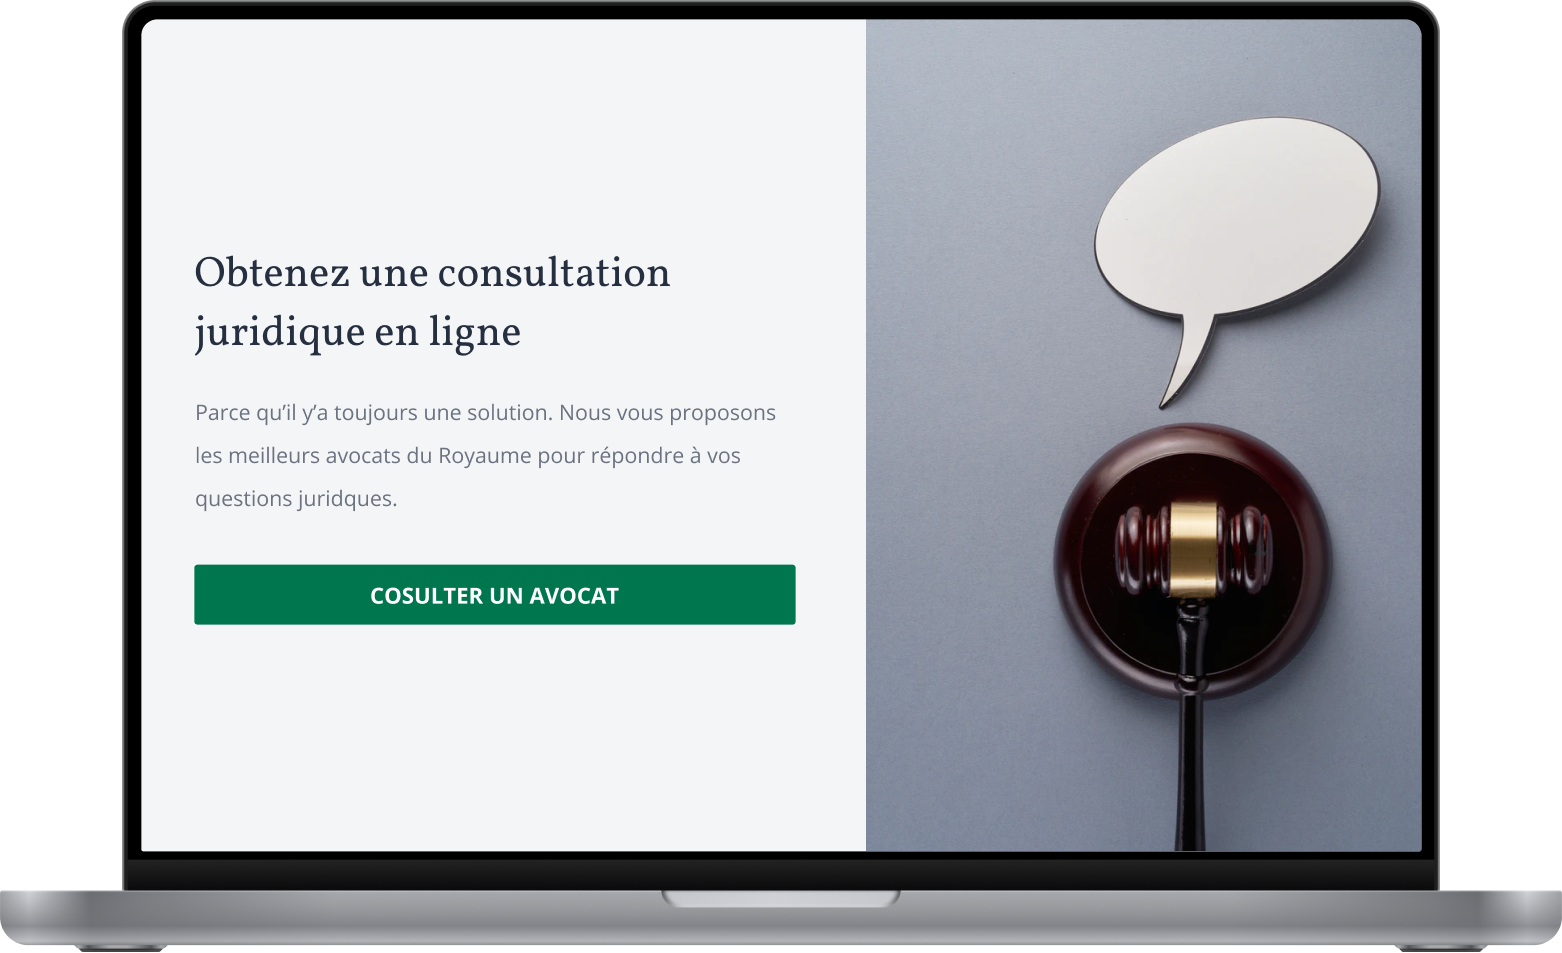 Obtenez une consultation
juridique en ligne
Parce qu’il y’a toujours une solution. Nous vous proposons
les meilleurs avocats du Royaume pour répondre à vos
questions juridques.
COSULTER UN AVOCAT